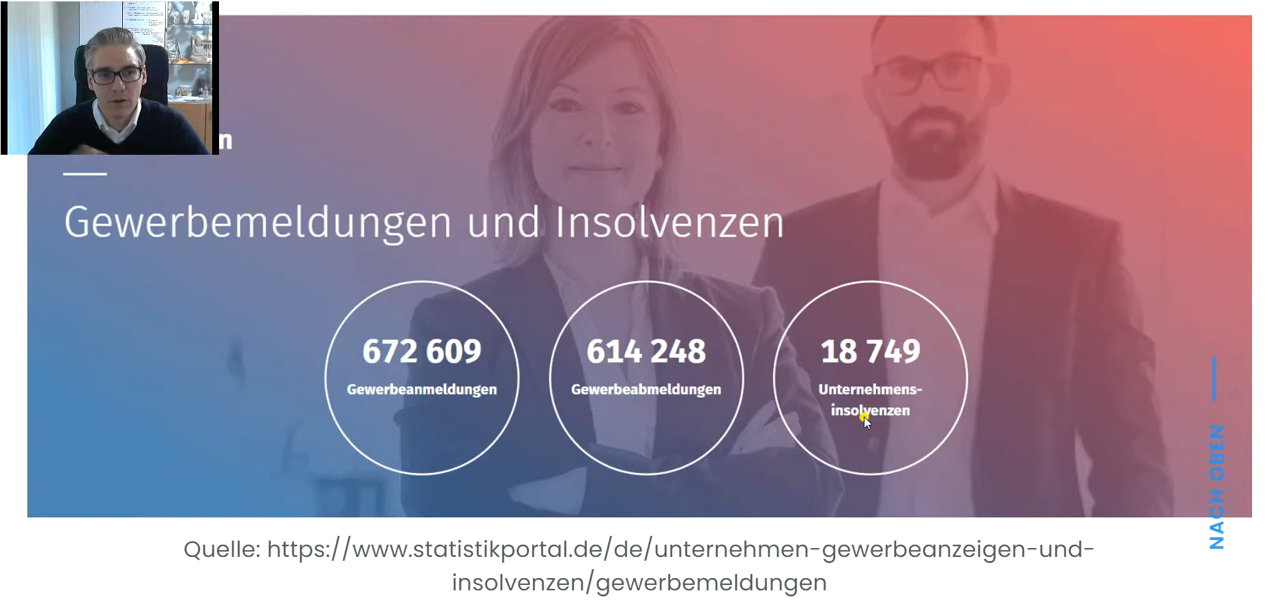 Gewerbemeldungen und Insolvenzen
672 609
Gewerbeanmeldungen
614 248
Gewerbeabmeldungen
18 749
Unternehmens-
insolvenzen
NACH OBEN
Quelle: https://www.statistikportal.de/de/unternehmen-gewerbeanzeigen-und-
insolvenzen/gewerbemeldungen